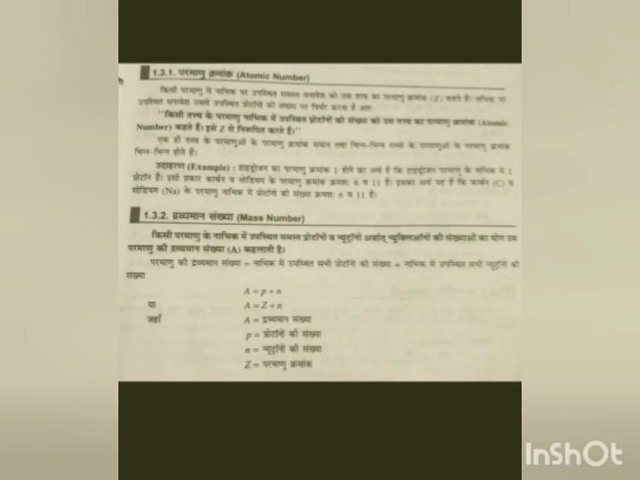 1.3.1. परमाणु क्रमांक (Atomic Number)
किसी परमाणु के नाभिक पर उपस्थित समस्त धनावेश को उस तत्त्व का परमाणु क्रमांक (Z) कहते हैं। नाभिक पर
उपस्थित धनावेश उसमें उपस्थित प्रोटॉनों की संख्या पर निर्भर करता है अतः
"किसी तत्त्व के परमाणु नाभिक में उपस्थित प्रोटॉनों की संख्या को उस तत्त्व का परमाणु क्रमांक (Atomic
Number) कहते हैं। इसे Z से निरूपित करते हैं।"
एक ही तत्त्व के परमाणुओं के परमाणु क्रमांक समान तथा भिन्न-भिन्न तत्त्वों के परमाणुओं के परमाणु क्रमांक
भिन्न-भिन्न होते हैं।
उदाहरण (Example) : हाइड्रोजन का परमाणु क्रमांक 1 होने का अर्थ है कि हाइड्रोजन परमाणु के नाभिक में 1
प्रोटॉन है। इसी प्रकार कार्बन व सोडियम के परमाणु क्रमांक क्रमशः 6 व 11 हैं। इसका अर्थ यह है कि कार्बन (C) व
सोडियम (Na) के परमाणु नाभिक में प्रोटॉनों की संख्या क्रमशः 6 व 11 है।
1.3.2. द्रव्यमान संख्या (Mass Number)
किसी परमाणु के नाभिक में उपस्थित समस्त प्रोटॉनों व न्यूट्रॉनों अर्थात् न्यूक्लिऑनों की संख्याओं का योग उस
परमाणु की द्रव्यमान संख्या (A) कहलाती है।
परमाणु की द्रव्यमान संख्या = नाभिक में उपस्थित सभी प्रोटॉनों की संख्या + नाभिक में उपस्थित सभी न्यूट्रॉनों की
संख्या
A = p + n
या A = Z + n
जहाँ A = द्रव्यमान संख्या
p = प्रोटॉनों की संख्या
n = न्यूट्रॉनों की संख्या
Z = परमाणु क्रमांक
InShOt